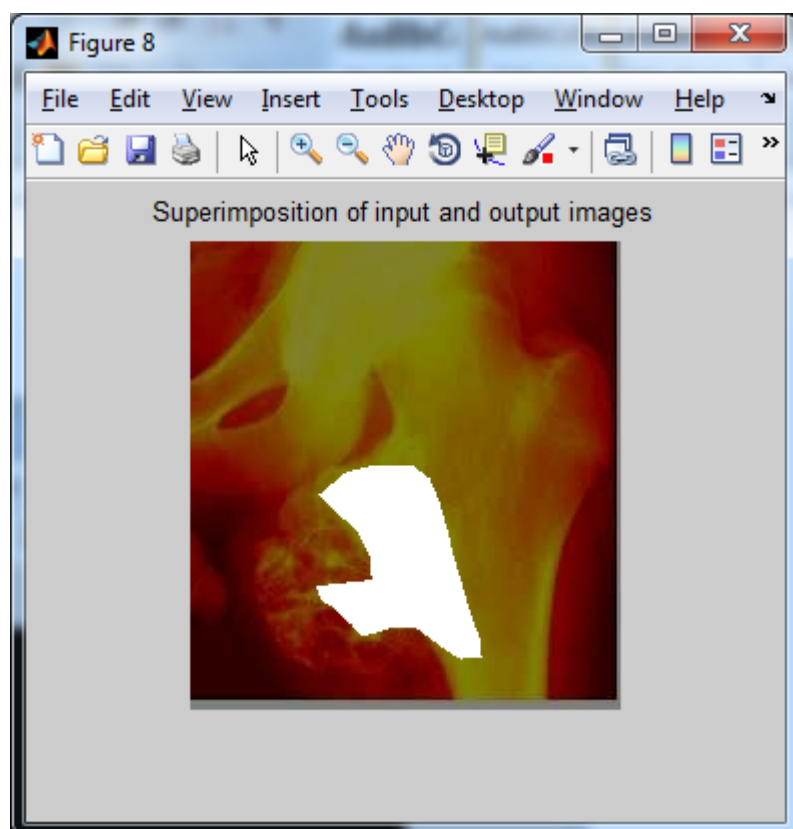 Figure 8
File Edit View Insert Tools Desktop Window Help
Superimposition of input and output images